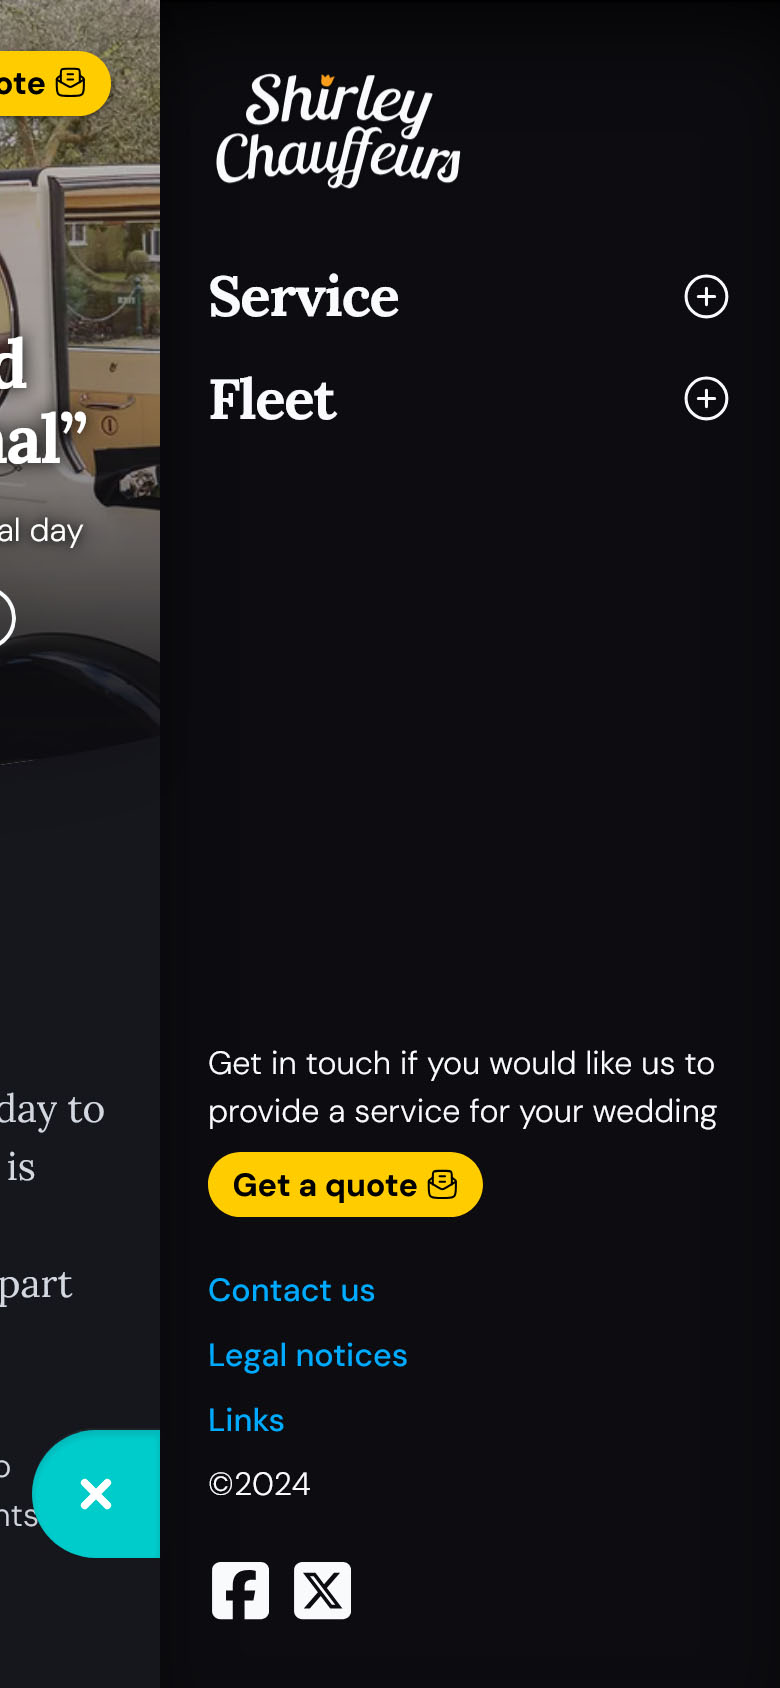 ote
d
al”
al day
day to
is
part
o
nts
Shirley
Chauffeurs
Service
Fleet
Get in touch if you would like us to
provide a service for your wedding
Get a quote
Contact us
Legal notices
Links
©2024